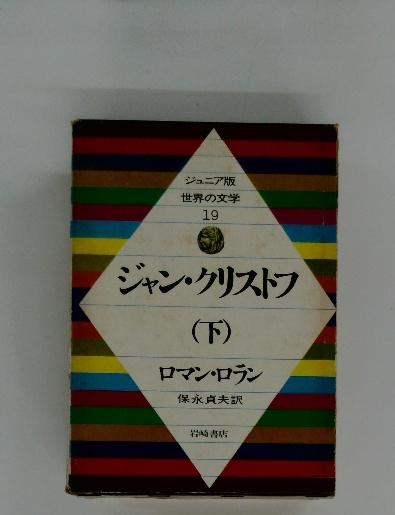 ジュニア版
世界の文学
19
ジャン・クリストフ
(下)
ロマン・ロラン
保永貞夫訳
岩崎書店